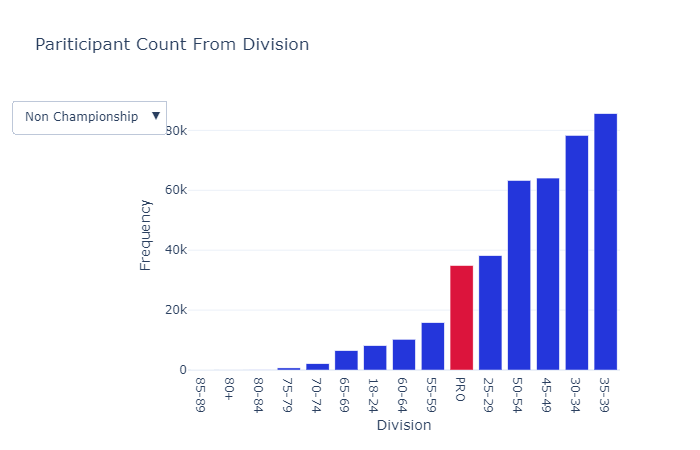 Pariticipant Count From Division
Non Championship ▼
80k
60k
40k
20k
0
Frequency
85-89
80+
80-84
75-79
70-74
65-69
18-24
60-64
55-59
PRO
25-29
50-54
45-49
30-34
35-39
Division